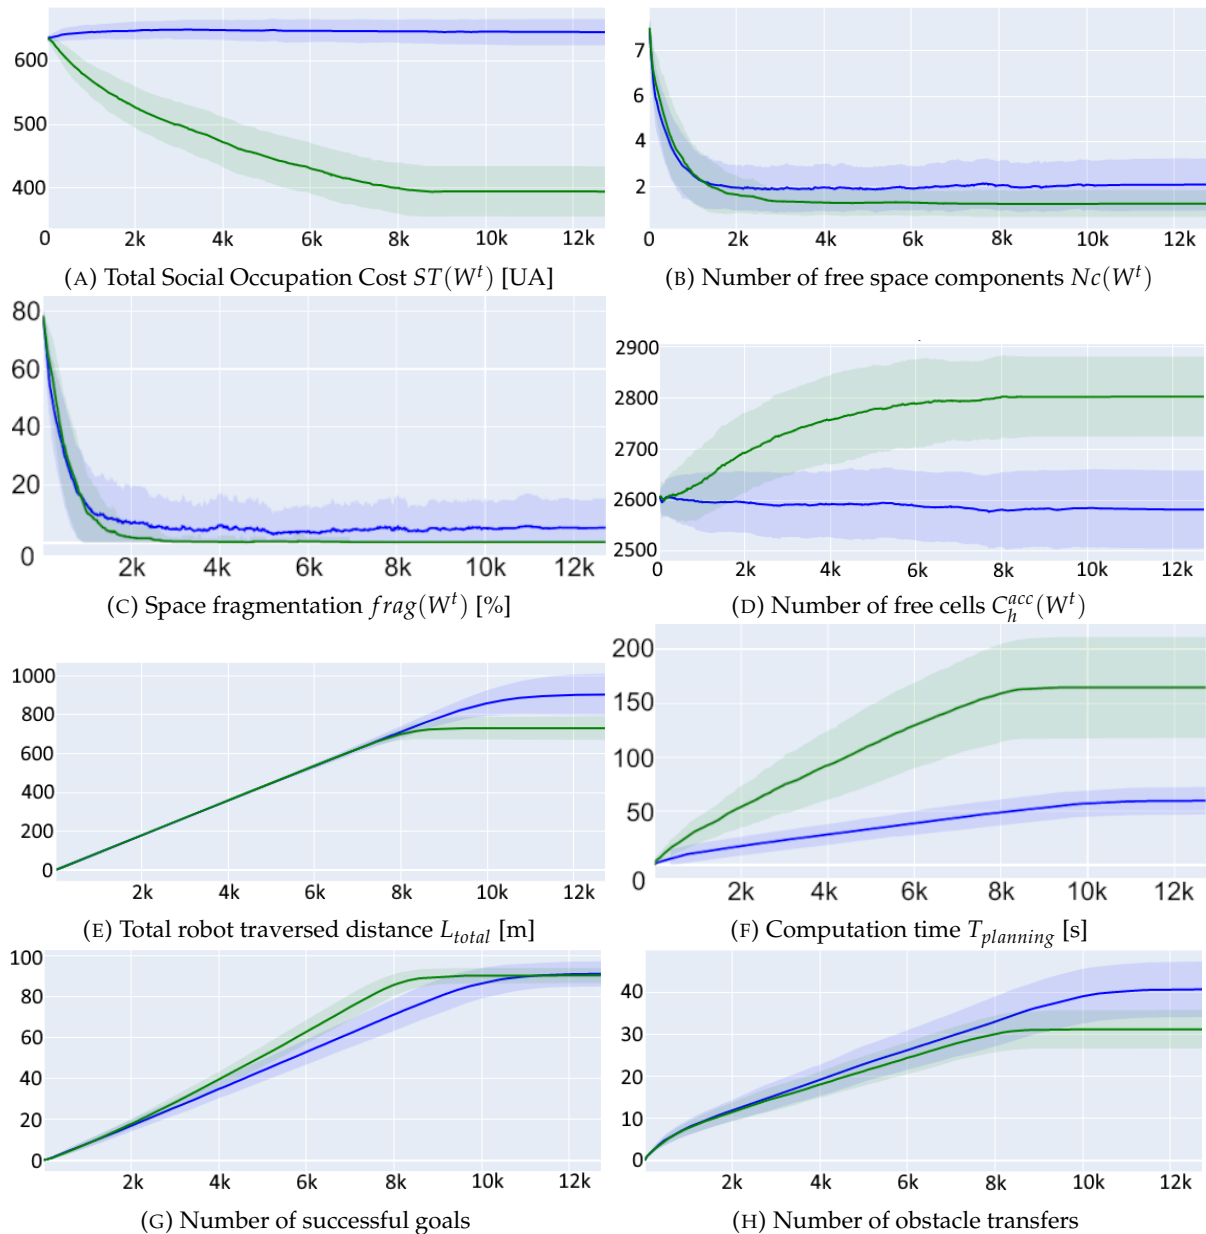 600
500
400
0 2k 4k 6k 8k 10k 12k
(A) Total Social Occupation Cost ST(W^t) [UA]
7
6
4
2
0 2k 4k 6k 8k 10k 12k
(B) Number of free space components Nc(W^t)
80
60
40
20
0
2k 4k 6k 8k 10k 12k
(C) Space fragmentation frag(W^t) [%]
2900
2800
2700
2600
2500
0 2k 4k 6k 8k 10k 12k
(D) Number of free cells C_h^{acc}(W^t)
1000
800
600
400
200
0
2k 4k 6k 8k 10k 12k
(E) Total robot traversed distance L_{total} [m]
200
150
100
50
0
2k 4k 6k 8k 10k 12k
(F) Computation time T_{planning} [s]
100
80
60
40
20
0
2k 4k 6k 8k 10k 12k
(G) Number of successful goals
40
30
20
10
0
2k 4k 6k 8k 10k 12k
(H) Number of obstacle transfers